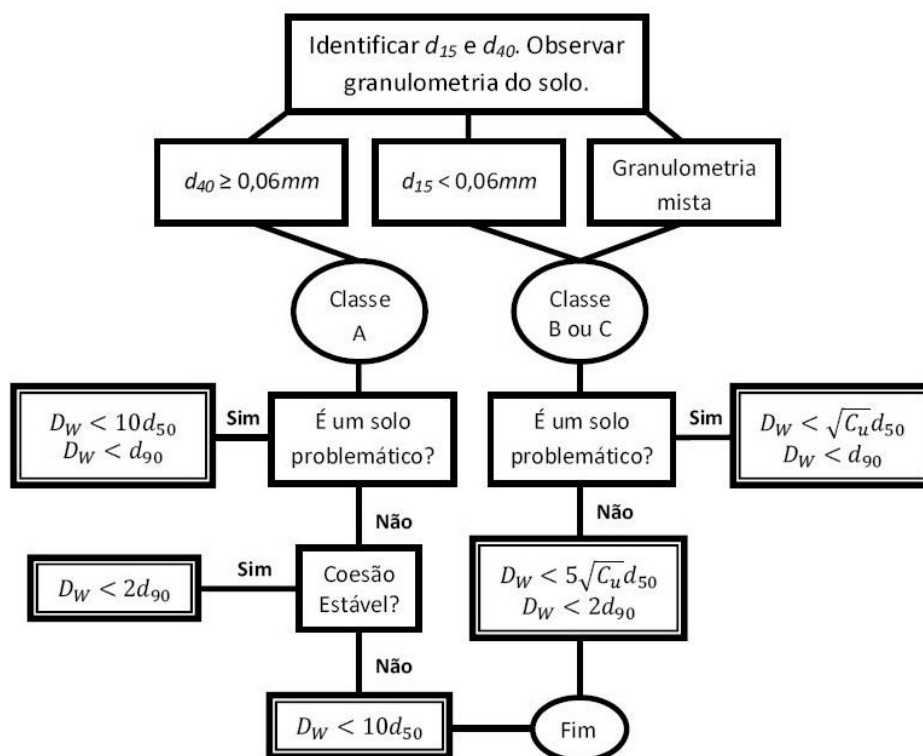 Identificar d15 e d40. Observar
granulometria do solo.
d40 ≥ 0,06mm
d15 < 0,06mm
Granulometria
mista
Classe
A
Classe
B ou C
Sim
DW < 10d50
DW < d90
É um solo
problemático?
É um solo
problemático?
Sim
DW < √Cu d50
DW < d90
Não
Não
DW < 2d90
Sim
Coesão
Estável?
DW < 5√Cu d50
DW < 2d90
Não
DW < 10d50
Fim